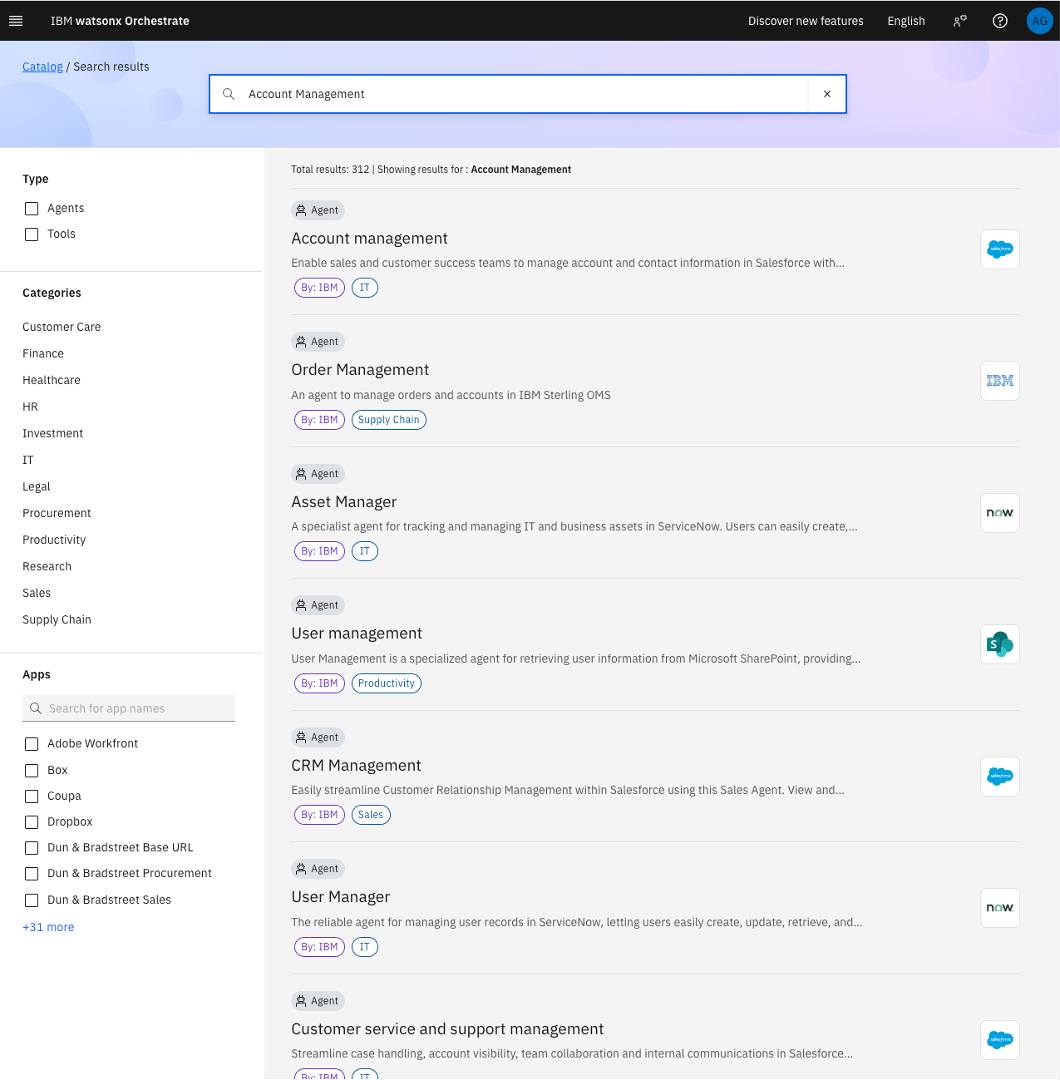 IBM watsonx Orchestrate
Discover new features
English
AG
Catalog / Search results
Account Management
Type
Agents
Tools
Categories
Customer Care
Finance
Healthcare
HR
Investment
IT
Legal
Procurement
Productivity
Research
Sales
Supply Chain
Apps
Search for app names
Adobe Workfront
Box
Coupa
Dropbox
Dun & Bradstreet Base URL
Dun & Bradstreet Procurement
Dun & Bradstreet Sales
+31 more
Total results: 312 | Showing results for : Account Management
Agent
Account management
Enable sales and customer success teams to manage account and contact information in Salesforce with...
By: IBM IT
salesforce
Agent
Order Management
An agent to manage orders and accounts in IBM Sterling OMS
By: IBM Supply Chain
IBM
Agent
Asset Manager
A specialist agent for tracking and managing IT and business assets in ServiceNow. Users can easily create,...
By: IBM IT
now.
Agent
User management
User Management is a specialized agent for retrieving user information from Microsoft SharePoint, providing...
By: IBM Productivity
S
Agent
CRM Management
Easily streamline Customer Relationship Management within Salesforce using this Sales Agent. View and...
By: IBM Sales
salesforce
Agent
User Manager
The reliable agent for managing user records in ServiceNow, letting users easily create, update, retrieve, and...
By: IBM IT
now.
Agent
Customer service and support management
Streamline case handling, account visibility, team collaboration and internal communications in Salesforce...
By: IBM IT
salesforce